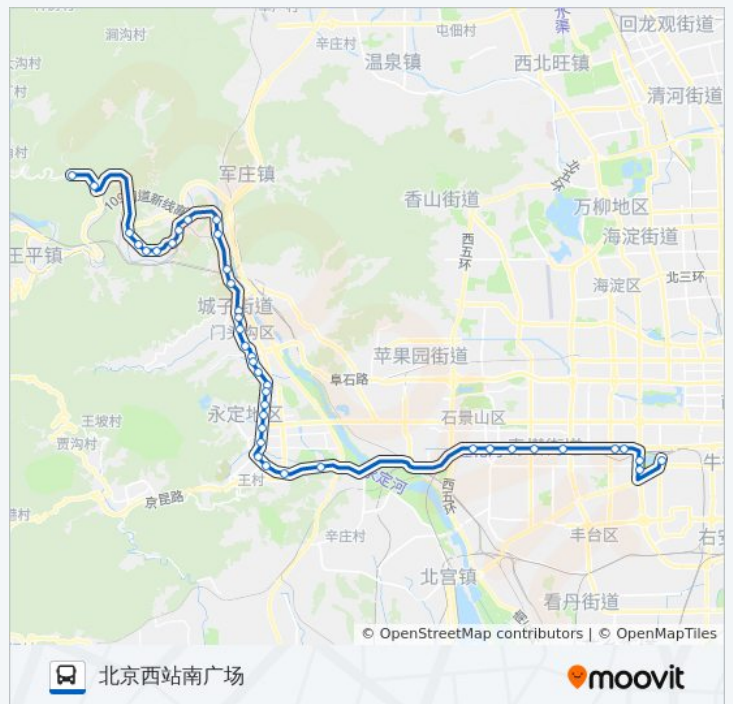 涧沟村
辛庄村
屯佃村
回龙观街道
温泉镇
西北旺镇
清河街道
军庄镇
北五环
香山街道
万柳地区
西五环
海淀街道
王平镇
北三环
海淀区
城子街道
门头沟区
苹果园街道
阜石路
王坡村
永定地区
石景山区
贾沟村
王村
西五环
京昆路
永定河
丰台区
辛庄村
北宫镇
看丹街道
© OpenStreetMap contributors | © OpenMapTiles
北京西站南广场
moovit